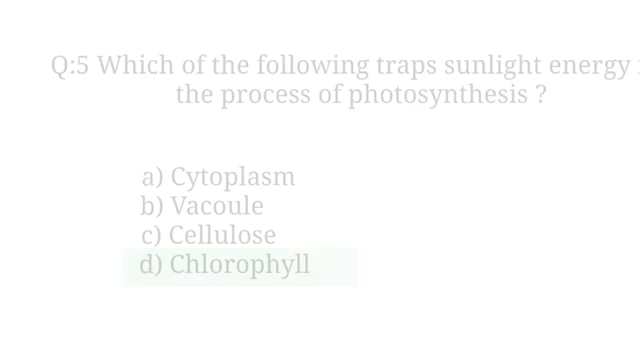 Q:5 Which of the following traps sunlight energy
the process of photosynthesis ?
a) Cytoplasm
b) Vacoule
c) Cellulose
d) Chlorophyll